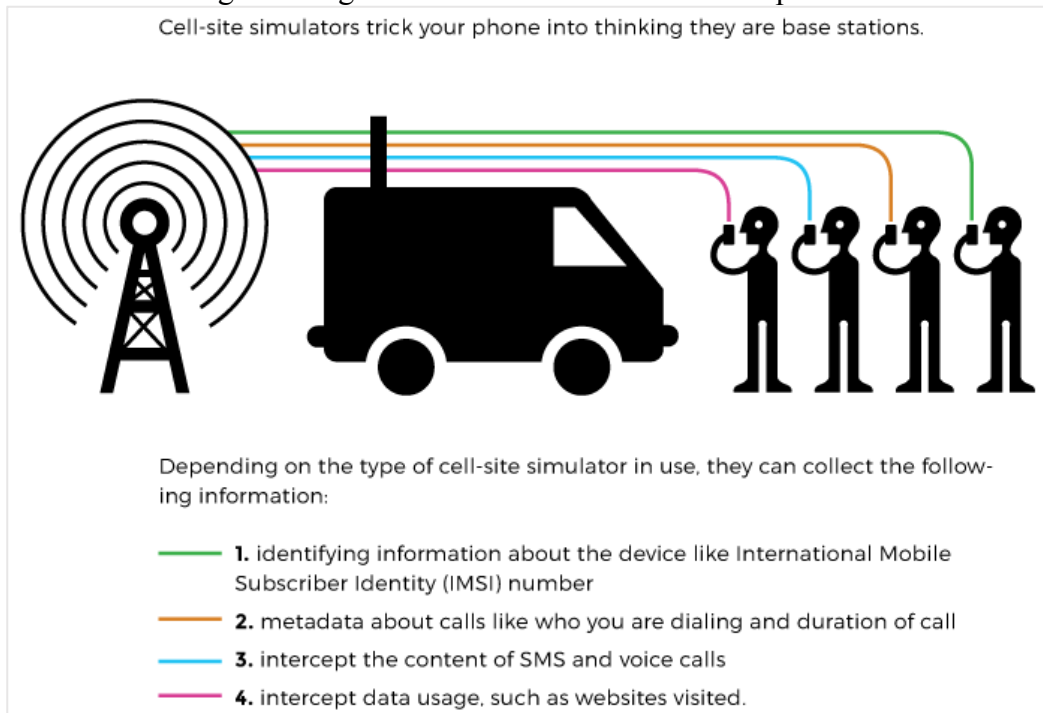 Cell-site simulators trick your phone into thinking they are base stations.
Depending on the type of cell-site simulator in use, they can collect the follow-
ing information:
1. identifying information about the device like International Mobile
Subscriber Identity (IMSI) number
2. metadata about calls like who you are dialing and duration of call
3. intercept the content of SMS and voice calls
4. intercept data usage, such as websites visited.